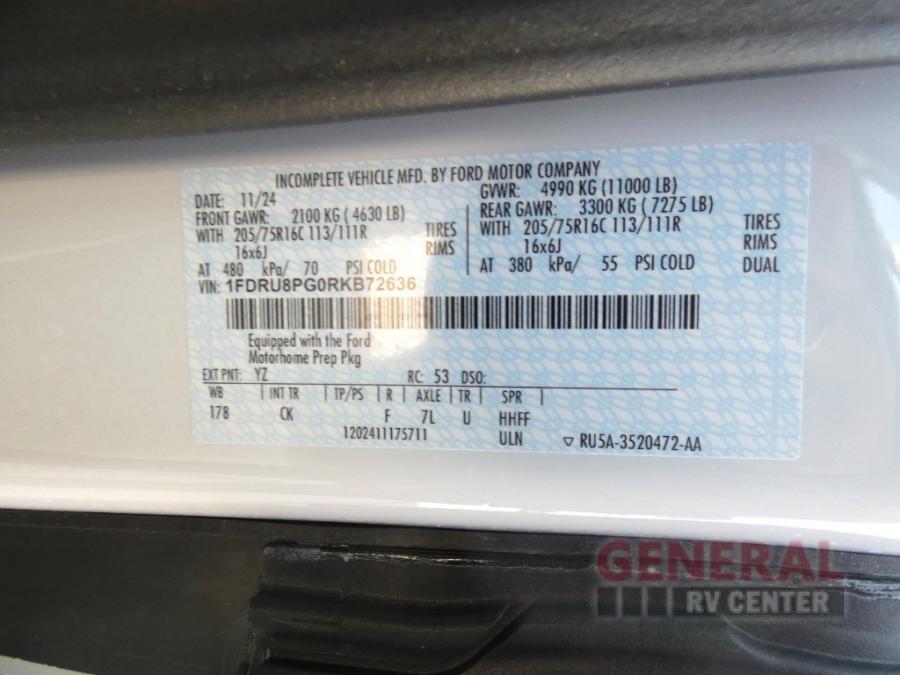 INCOMPLETE VEHICLE MFD. BY FORD MOTOR COMPANY
DATE: 11/24 GVWR: 4990 KG (11000 LB)
FRONT GAWR: 2100 KG ( 4630 LB) REAR GAWR: 3300 KG ( 7275 LB)
WITH 205/75R16C 113/111R TIRES WITH 205/75R16C 113/111R TIRES
16x6J RIMS 16x6J RIMS
AT 480 kPa/ 70 PSI COLD AT 380 kPa/ 55 PSI COLD DUAL
VIN: 1FDRU8PG0RKB72636
Equipped with the Ford
Motorhome Prep Pkg
EXT PNT: YZ RC: 53 DSO:
WB INT TR TP/PS R AXLE TR SPR
178 CK F 7L U HHFF
1202411175711 ULN ▽ RU5A-3520472-AA
GENERAL
RV CENTER